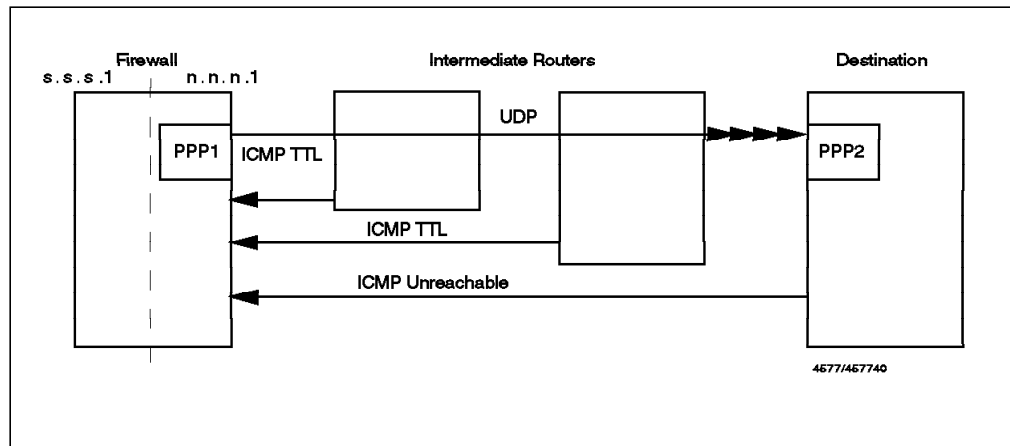 Firewall
Intermediate Routers
Destination
s.s.s.1
n.n.n.1
UDP
PPP1
PPP2
ICMP TTL
ICMP TTL
ICMP Unreachable
4577/457740